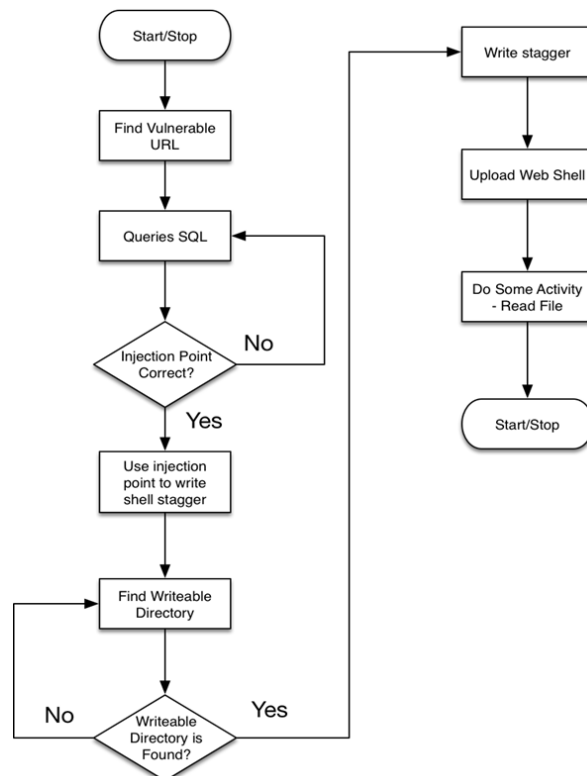 Start/Stop
Find Vulnerable
URL
Queries SQL
Injection Point
Correct?
No
Yes
Use injection
point to write
shell stagger
Find Writeable
Directory
Writeable
Directory is
Found?
No
Yes
Write stagger
Upload Web Shell
Do Some Activity
- Read File
Start/Stop